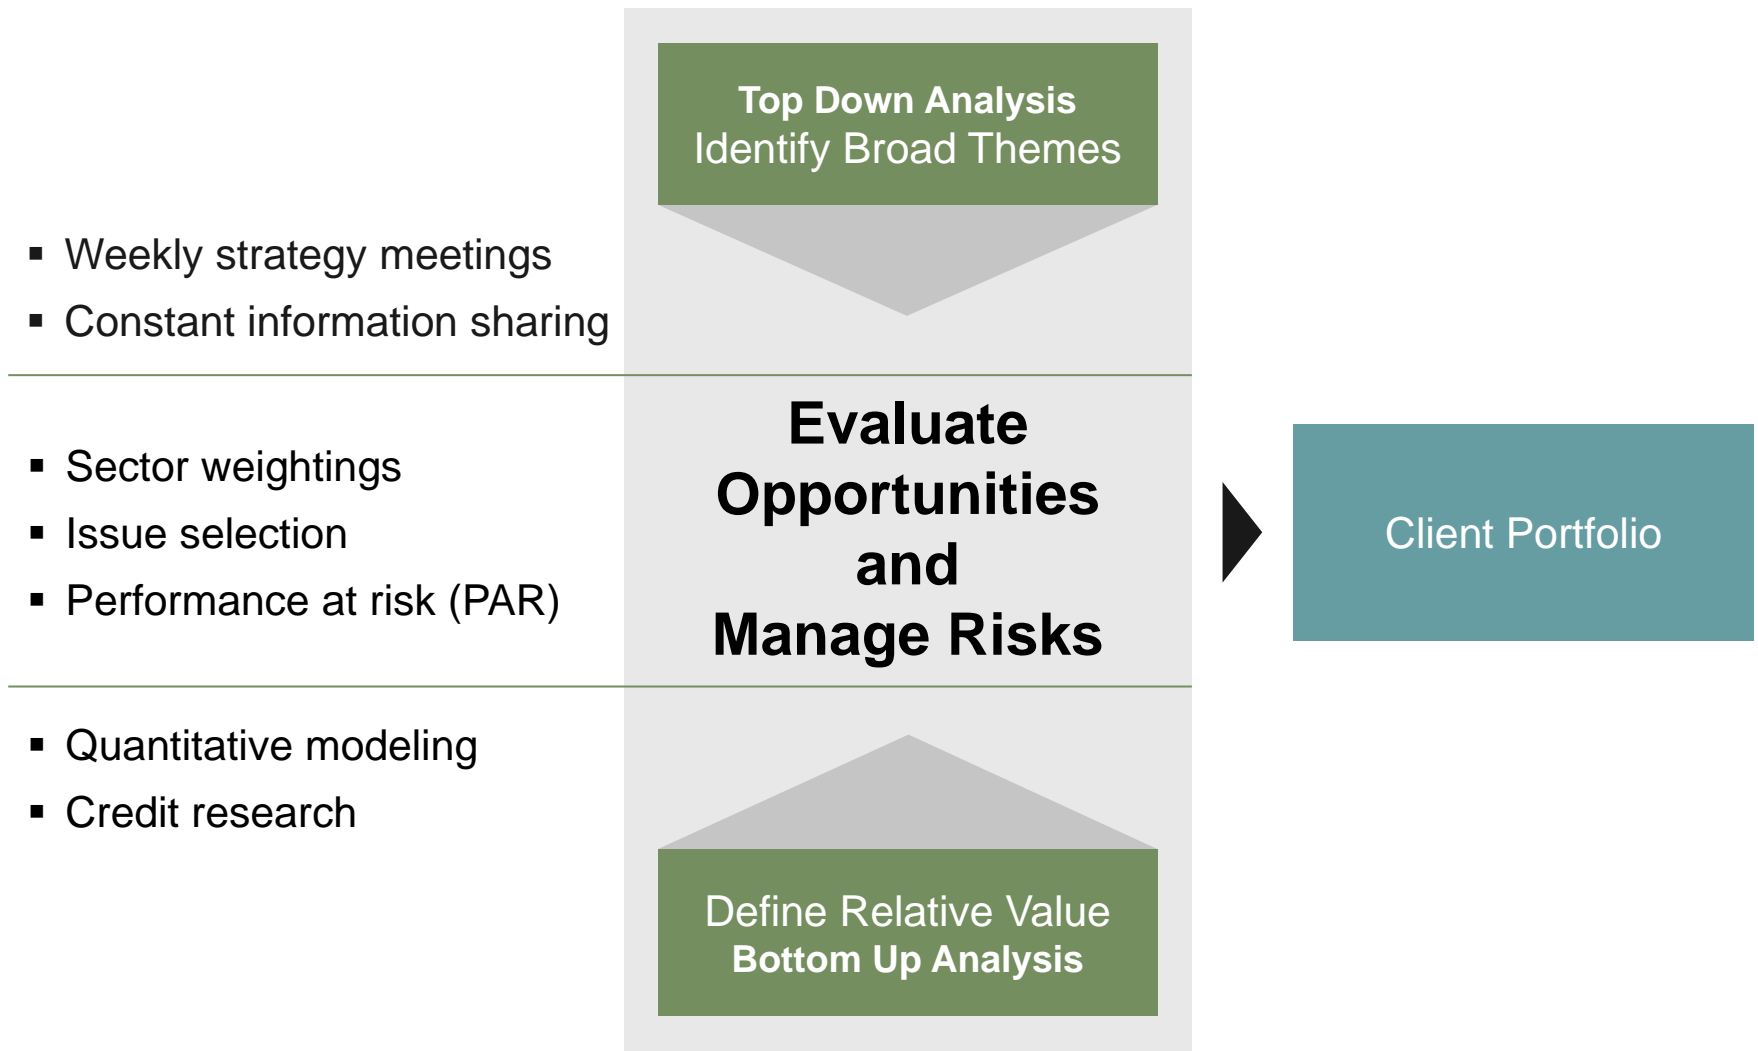 Top Down Analysis
Identify Broad Themes
▪ Weekly strategy meetings
▪ Constant information sharing
Evaluate
Opportunities
and
Manage Risks
▪ Sector weightings
▪ Issue selection
▪ Performance at risk (PAR)
Client Portfolio
▪ Quantitative modeling
▪ Credit research
Define Relative Value
Bottom Up Analysis